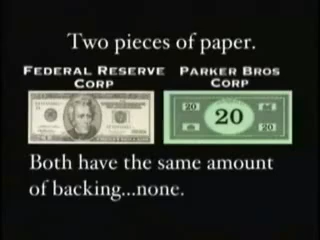 Two pieces of paper.
FEDERAL RESERVE CORP
PARKER BROS CORP
20
20
20
20
Both have the same amount
of backing...none.